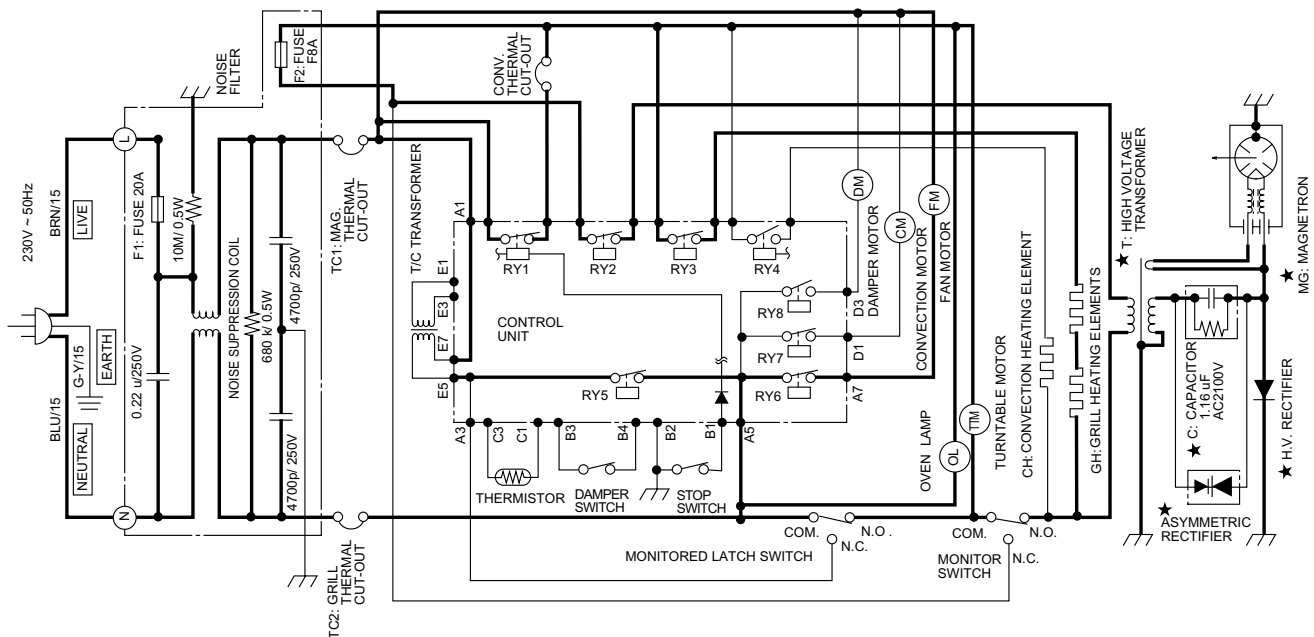 230V ~ 50Hz
BRN/15
LIVE
G-Y/15
EARTH
BLU/15
NEUTRAL
L
N
F1: FUSE 20A
10M/ 0.5W
0.22 u/250V
NOISE
FILTER
NOISE SUPPRESSION COIL
680 k/ 0.5W
4700p/ 250V
4700p/ 250V
F2: FUSE
F8A
TC1: MAG.
THERMAL
CUT-OUT
TC2: GRILL
THERMAL
CUT-OUT
T/C TRANSFORMER
CONV.
THERMAL
CUT-OUT
A1
E1
E3
E7
E5
CONTROL
UNIT
RY1
RY2
RY3
RY4
RY8
RY7
RY5
RY6
D3
D1
A7
A3
C3
C1
B3
B4
B2
B1
A5
THERMISTOR
DAMPER
SWITCH
STOP
SWITCH
DM
DAMPER MOTOR
CM
CONVECTION MOTOR
FM
FAN MOTOR
OVEN LAMP
OL
TTM
TURNTABLE MOTOR
CH: CONVECTION HEATING ELEMENT
GH: GRILL HEATING ELEMENTS
COM.
N.O .
N.C.
MONITORED LATCH SWITCH
COM.
N.O.
N.C.
MONITOR
SWITCH
★ T: HIGH VOLTAGE
TRANSFORMER
★ C: CAPACITOR
1.16 uF
AC2100V
★
ASYMMETRIC
RECTIFIER
★ H.V. RECTIFIER
★
MG: MAGNETRON